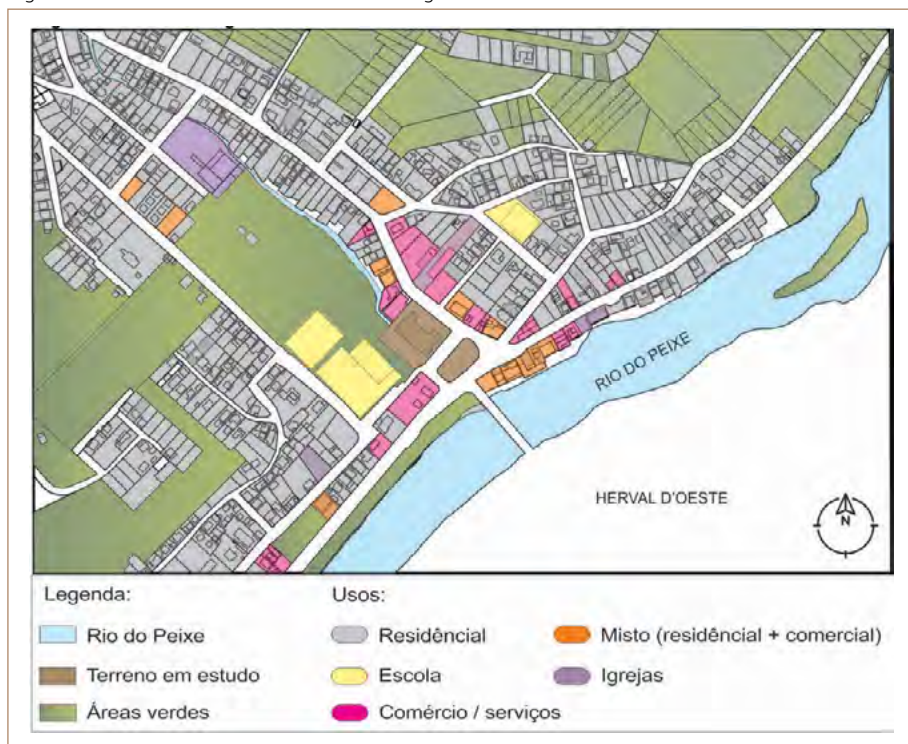 RIO DO PEIXE
HERVAL D'OESTE
N
Legenda:
Usos:
Rio do Peixe
Residêncial
Misto (residêncial + comercial)
Terreno em estudo
Escola
Igrejas
Áreas verdes
Comércio / serviços